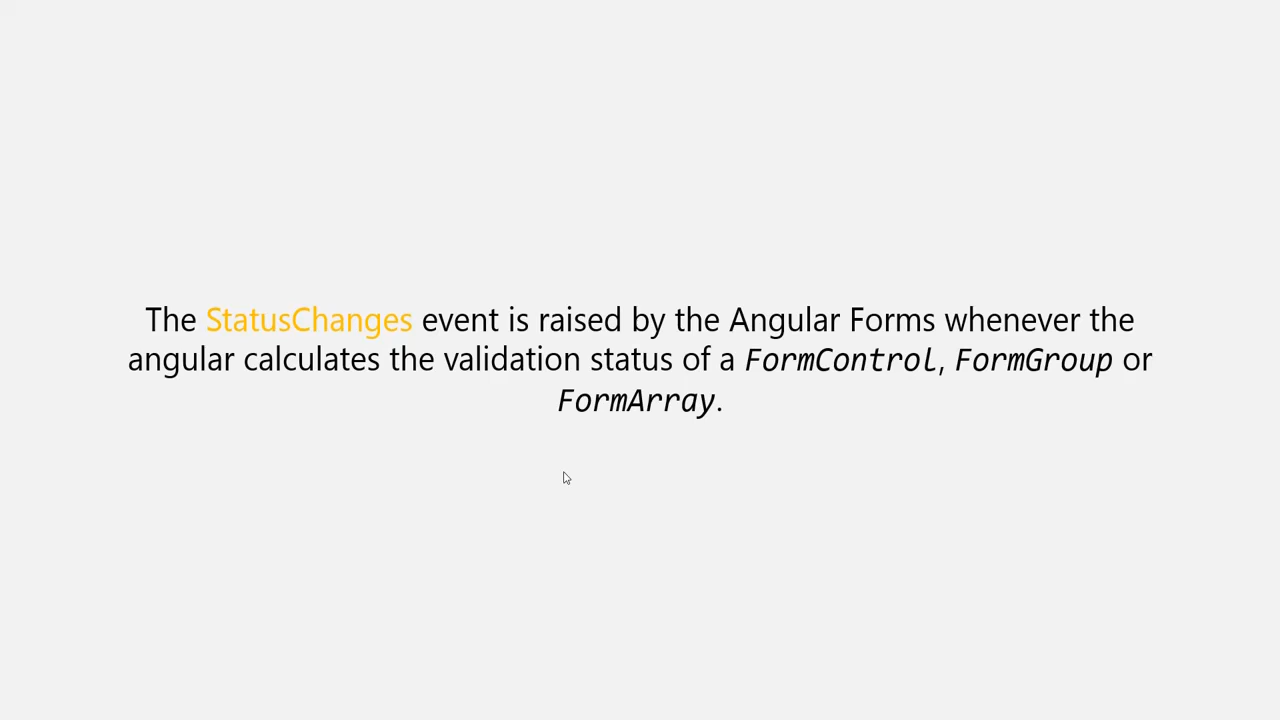 The StatusChanges event is raised by the Angular Forms whenever the
angular calculates the validation status of a FormControl, FormGroup or
FormArray.